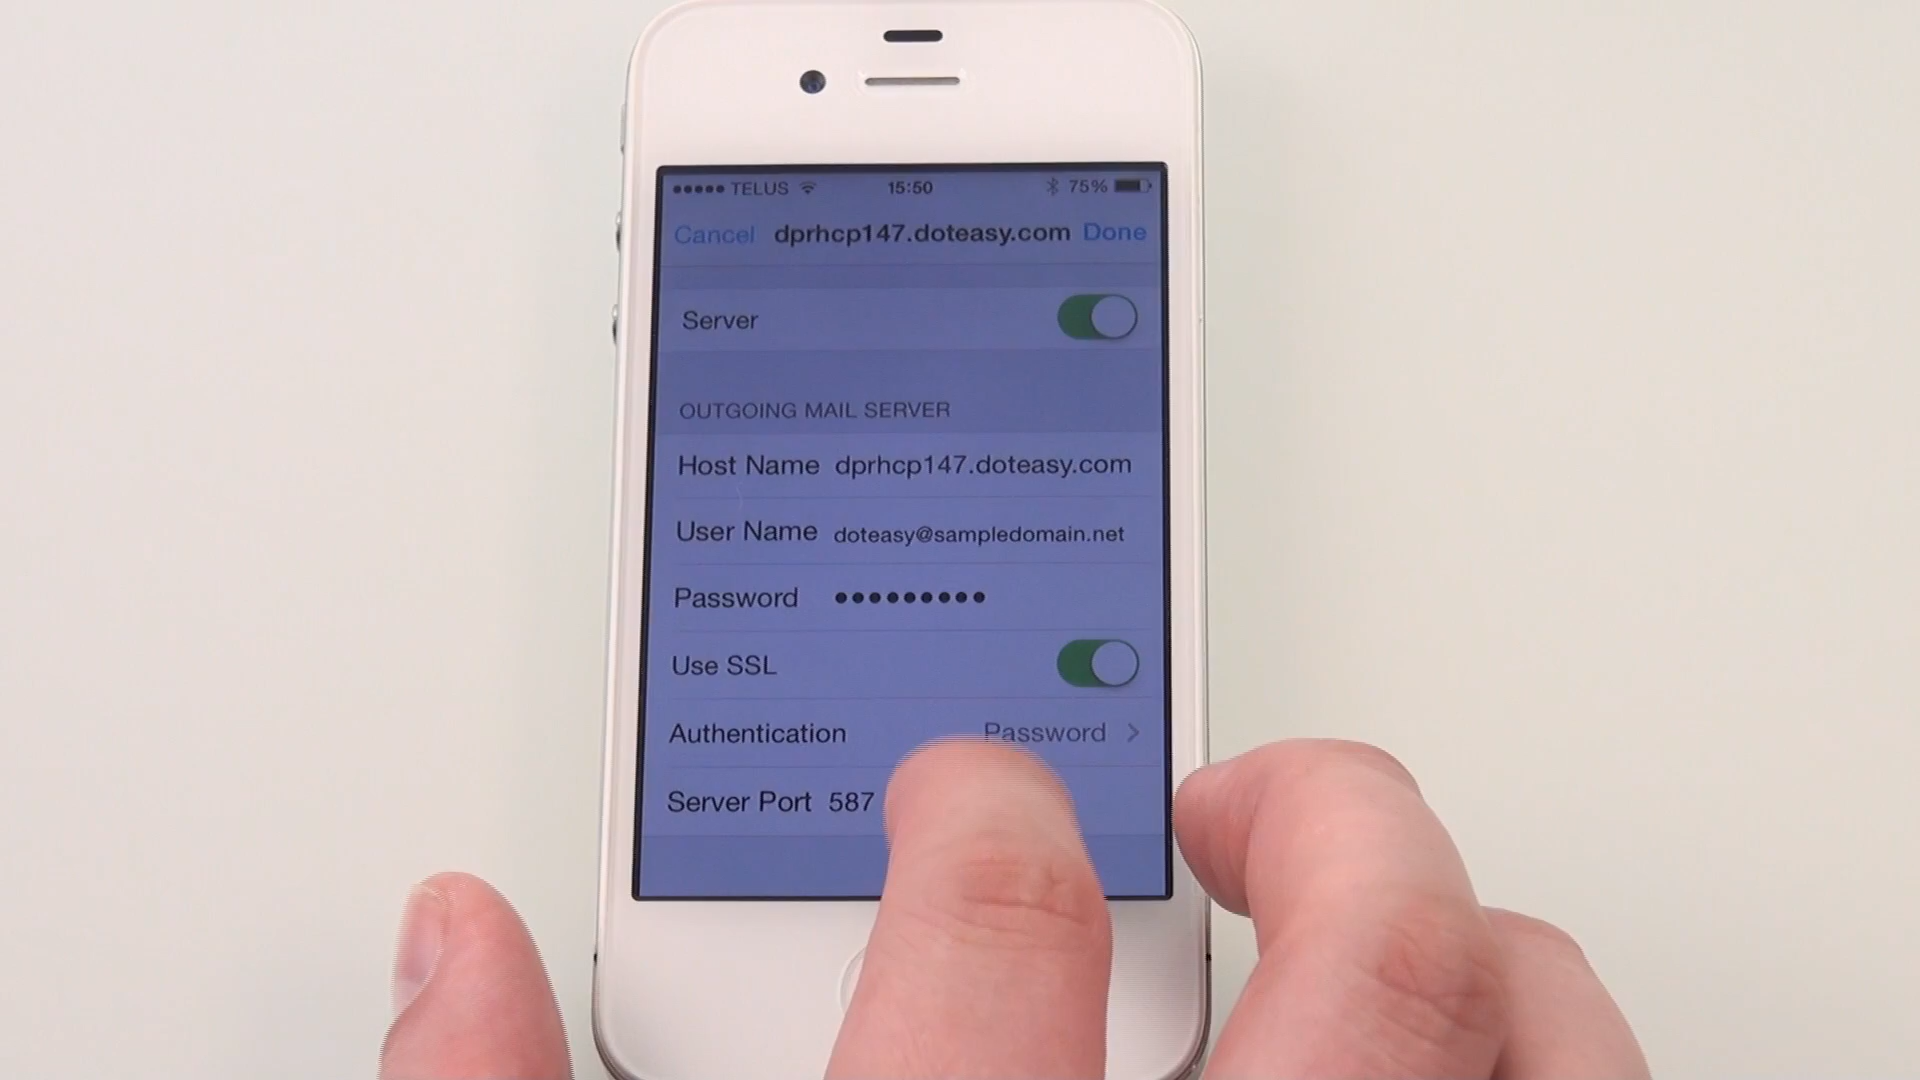 TELUS 15:50 75%
Cancel dprhcp147.doteasy.com Done
Server
OUTGOING MAIL SERVER
Host Name dprhcp147.doteasy.com
User Name doteasy@sampledomain.net
Password •••••••••
Use SSL
Authentication Password
Server Port 587